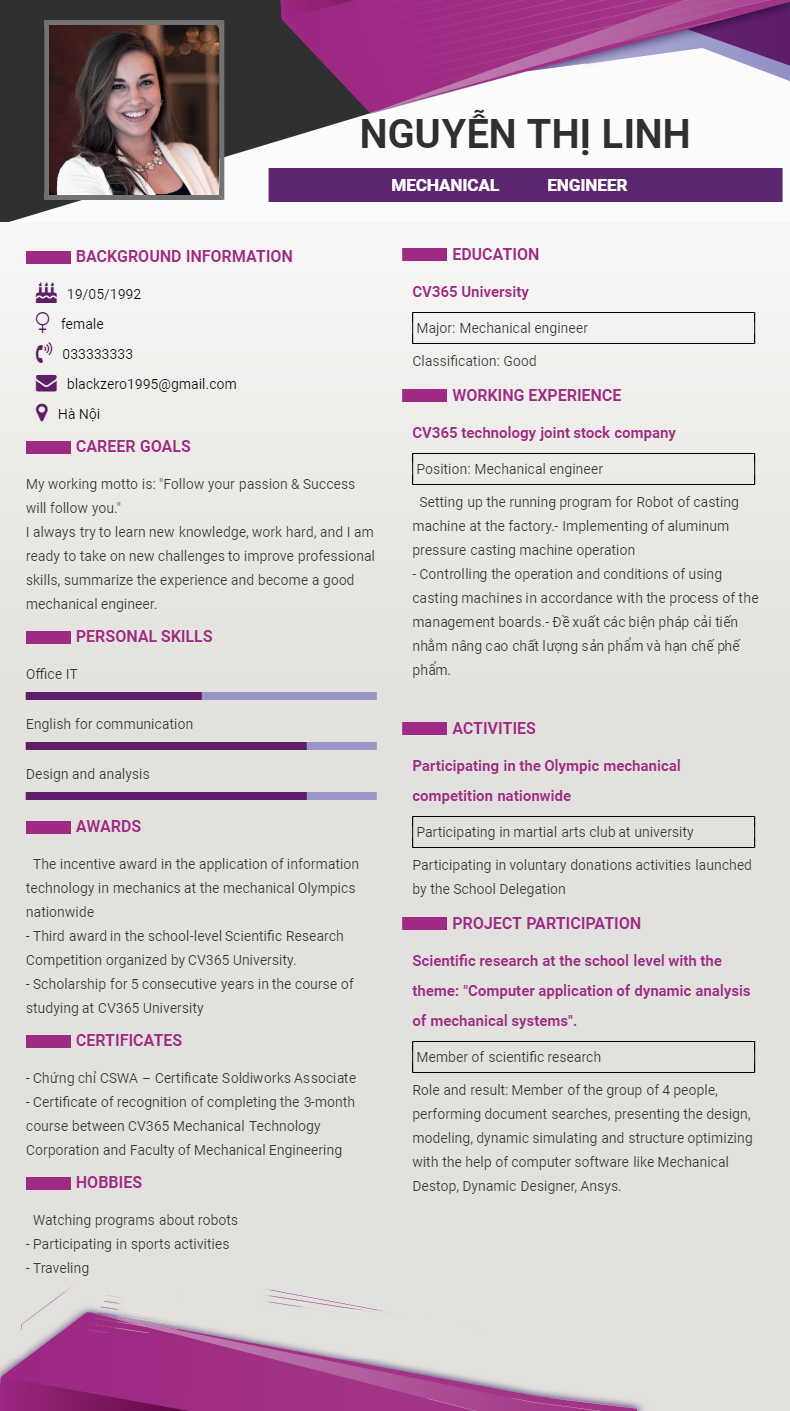 NGUYỄN THỊ LINH
MECHANICAL ENGINEER
BACKGROUND INFORMATION
19/05/1992
female
033333333
blackzero1995@gmail.com
Hà Nội
CAREER GOALS
My working motto is: "Follow your passion & Success
will follow you."
I always try to learn new knowledge, work hard, and I am
ready to take on new challenges to improve professional
skills, summarize the experience and become a good
mechanical engineer.
PERSONAL SKILLS
Office IT
English for communication
Design and analysis
AWARDS
The incentive award in the application of information
technology in mechanics at the mechanical Olympics
nationwide
- Third award in the school-level Scientific Research
Competition organized by CV365 University.
- Scholarship for 5 consecutive years in the course of
studying at CV365 University
CERTIFICATES
- Chứng chỉ CSWA – Certificate Soldiworks Associate
- Certificate of recognition of completing the 3-month
course between CV365 Mechanical Technology
Corporation and Faculty of Mechanical Engineering
HOBBIES
Watching programs about robots
- Participating in sports activities
- Traveling
EDUCATION
CV365 University
Major: Mechanical engineer
Classification: Good
WORKING EXPERIENCE
CV365 technology joint stock company
Position: Mechanical engineer
Setting up the running program for Robot of casting
machine at the factory.- Implementing of aluminum
pressure casting machine operation
- Controlling the operation and conditions of using
casting machines in accordance with the process of the
management boards.- Đề xuất các biện pháp cải tiến
nhằm nâng cao chất lượng sản phẩm và hạn chế phế
phẩm.
ACTIVITIES
Participating in the Olympic mechanical
competition nationwide
Participating in martial arts club at university
Participating in voluntary donations activities launched
by the School Delegation
PROJECT PARTICIPATION
Scientific research at the school level with the
theme: "Computer application of dynamic analysis
of mechanical systems".
Member of scientific research
Role and result: Member of the group of 4 people,
performing document searches, presenting the design,
modeling, dynamic simulating and structure optimizing
with the help of computer software like Mechanical
Destop, Dynamic Designer, Ansys.